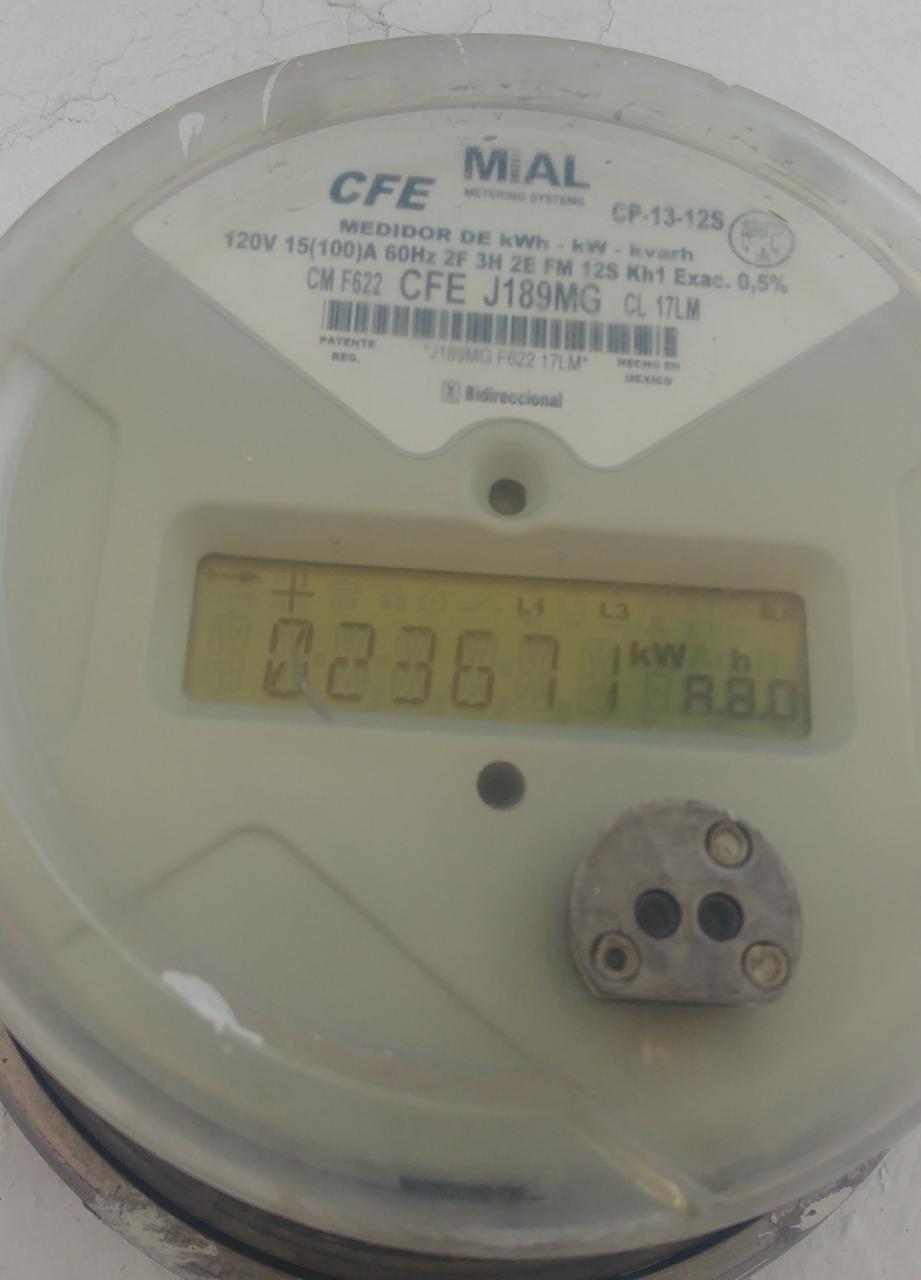 CFE MIAL
METERING SYSTEMS
CP-13-12S
MEDIDOR DE kWh - kW - kvarh
120V 15(100)A 60Hz 2F 3H 2E FM 12S Kh1 Exac. 0,5%
CM F622 CFE J189MG CL 17LM
PATENTE
REG.
*J189MG F622 17LM*
HECHO EN
MEXICO
X Bidireccional
L1 L3
023671 kW h
R.8.0